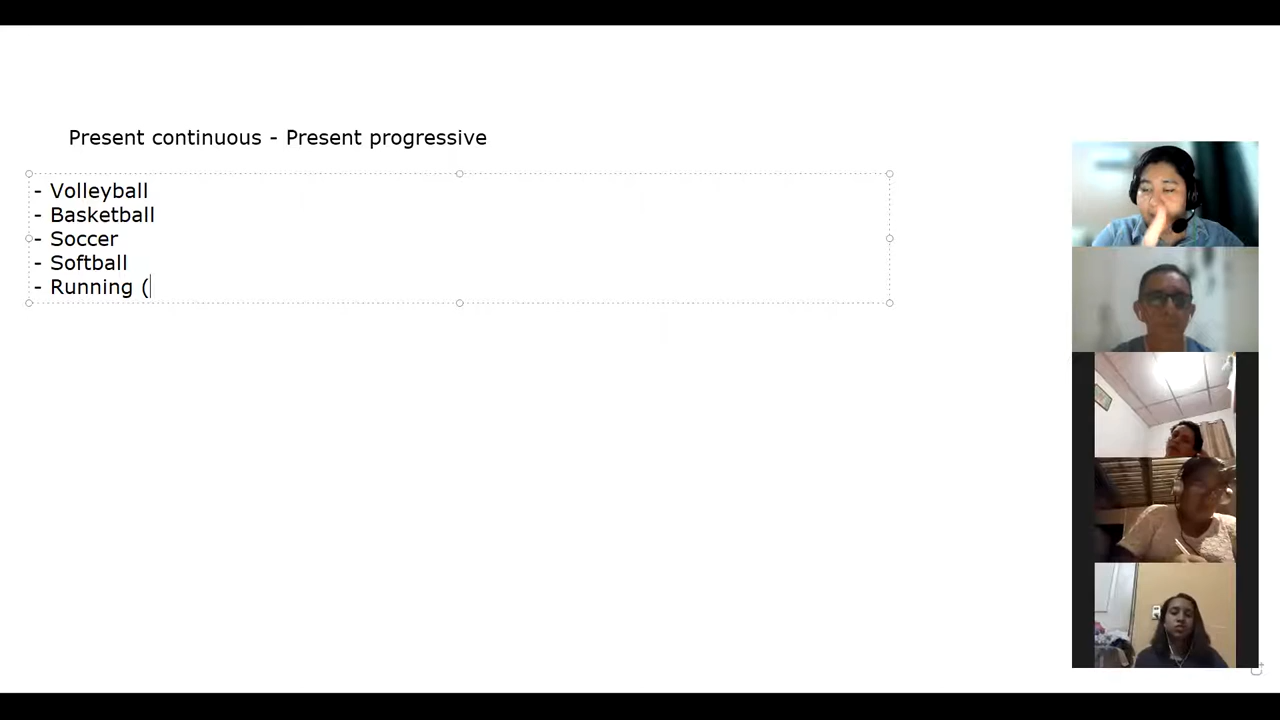 Present continuous - Present progressive
- Volleyball
- Basketball
- Soccer
- Softball
- Running (